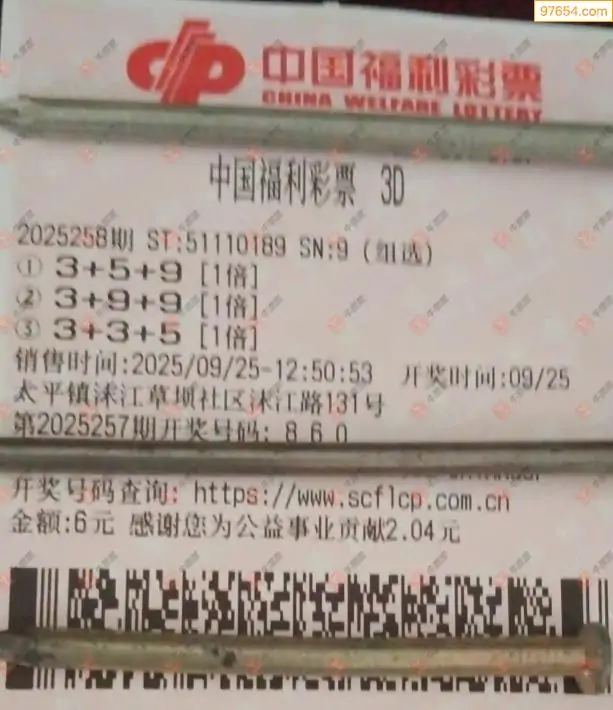 97654.com
中国福利彩票
CHINA WELFARE LOTTERY
中国福利彩票 3D
2025258期 ST:51110189 SN:9 (组选)
① 3+5+9 [1倍]
② 3+9+9 [1倍]
③ 3+3+5 [1倍]
销售时间:2025/09/25-12:50:53 开奖时间:09/25
太平镇沫江草坝社区沫江路131号
第2025257期开奖号码: 8 6 0
开奖号码查询: https://www.scflcp.com.cn
金额:6元 感谢您为公益事业贡献2.04元